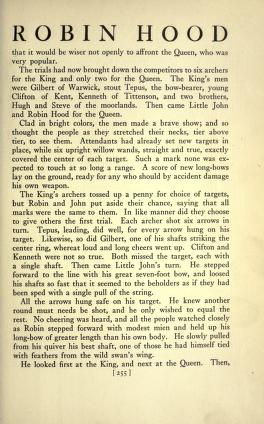 ROBIN HOOD
that it would be wiser not openly to affront the Queen, who was
very popular.
The trials had now brought down the competitors to six archers
for the King and only two for the Queen. The King's men
were Gilbert of Warwick, stout Tepus, the bow-bearer, young
Clifton of Kent, Kenneth of Tittenson, and two brothers,
Hugh and Steve of the moorlands. Then came Little John
and Robin Hood for the Queen.
Clad in bright colors, the men made a brave show; and so
thought the people as they stretched their necks, tier above
tier, to see them. Attendants had already set new targets in
place, while six upright willow wands, straight and true, exactly
covered the center of each target. Such a mark none was ex-
pected to touch at so long a range. A score of new long-bows
lay on the ground, ready for any who should by accident damage
his own weapon.
The King's archers tossed up a penny for choice of targets,
but Robin and John put aside their chance, saying that all
marks were the same to them. In like manner did they choose
to give others the first trial. Each archer shot six arrows in
turn. Tepus, leading, did well, for every arrow hung on his
target. Likewise, so did Gilbert, one of his shafts striking the
center ring, whereat loud and long cheers went up. Clifton and
Kenneth were not so true. Both missed the target, each with
a single shaft. Then came Little John's turn. He stepped
forward to the line with his great seven-foot bow, and loosed
his shafts so fast that it seemed to the beholders as if they had
been sped with a single pull of the string.
All the arrows hung safe on his target. He knew another
round must needs be shot, and he only wished to equal the
rest. No cheering was heard, and all the people watched closely
as Robin stepped forward with modest men and held up his
long-bow of greater length than his own body. He slowly pulled
from his quiver his best shaft, one of those he had himself tied
with feathers from the wild swan's wing.
He looked first at the King, and next at the Queen. Then,
[255]